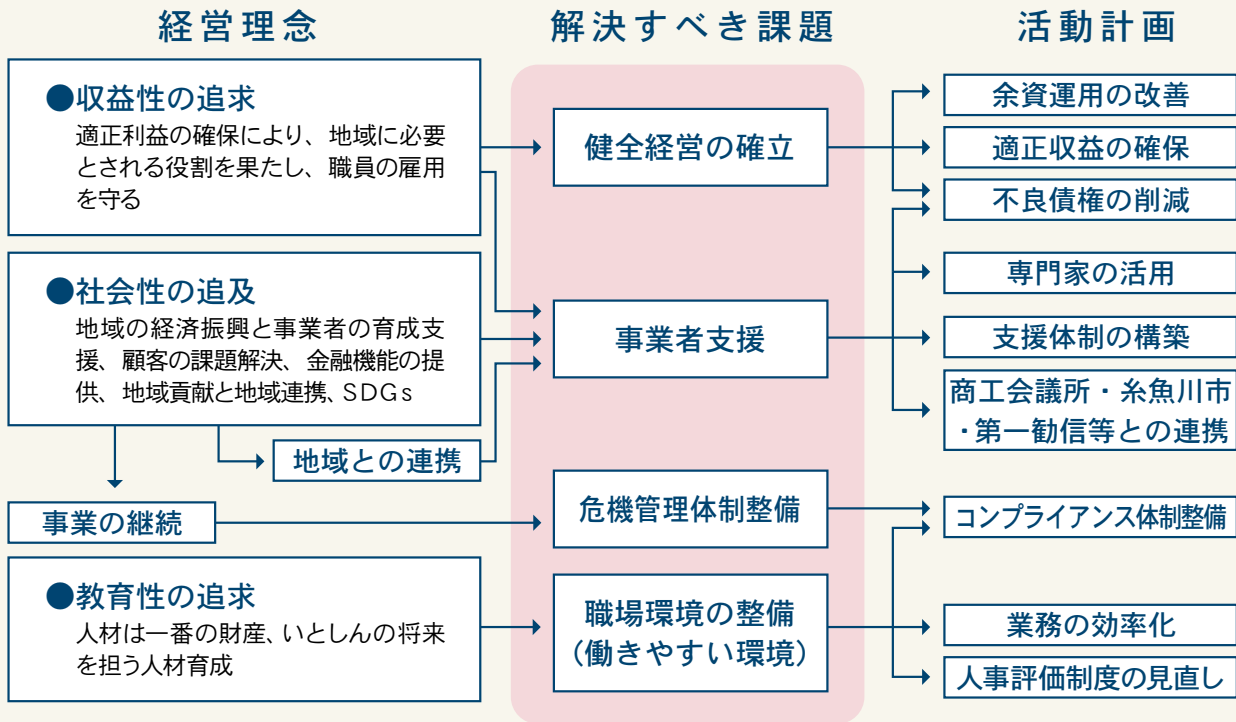 経営理念
解決すべき課題
活動計画
●収益性の追求
適正利益の確保により、地域に必要
とされる役割を果たし、職員の雇用
を守る
●社会性の追及
地域の経済振興と事業者の育成支
援、顧客の課題解決、金融機能の提
供、地域貢献と地域連携、SDGs
地域との連携
事業の継続
●教育性の追求
人材は一番の財産、いとしんの将来
を担う人材育成
健全経営の確立
事業者支援
危機管理体制整備
職場環境の整備
（働きやすい環境）
余資運用の改善
適正収益の確保
不良債権の削減
専門家の活用
支援体制の構築
商工会議所・糸魚川市
・第一勧信等との連携
コンプライアンス体制整備
業務の効率化
人事評価制度の見直し